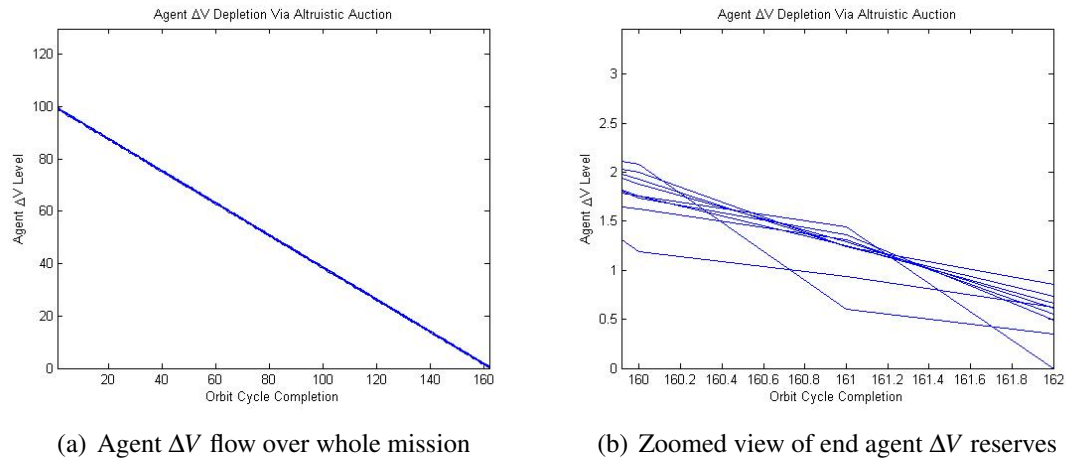 Agent ΔV Depletion Via Altruistic Auction
120
100
80
60
40
20
0
Agent ΔV Level
20 40 60 80 100 120 140 160
Orbit Cycle Completion
(a) Agent ΔV flow over whole mission
Agent ΔV Depletion Via Altruistic Auction
3
2.5
2
1.5
1
0.5
0
Agent ΔV Level
160 160.2 160.4 160.6 160.8 161 161.2 161.4 161.6 161.8 162
Orbit Cycle Completion
(b) Zoomed view of end agent ΔV reserves